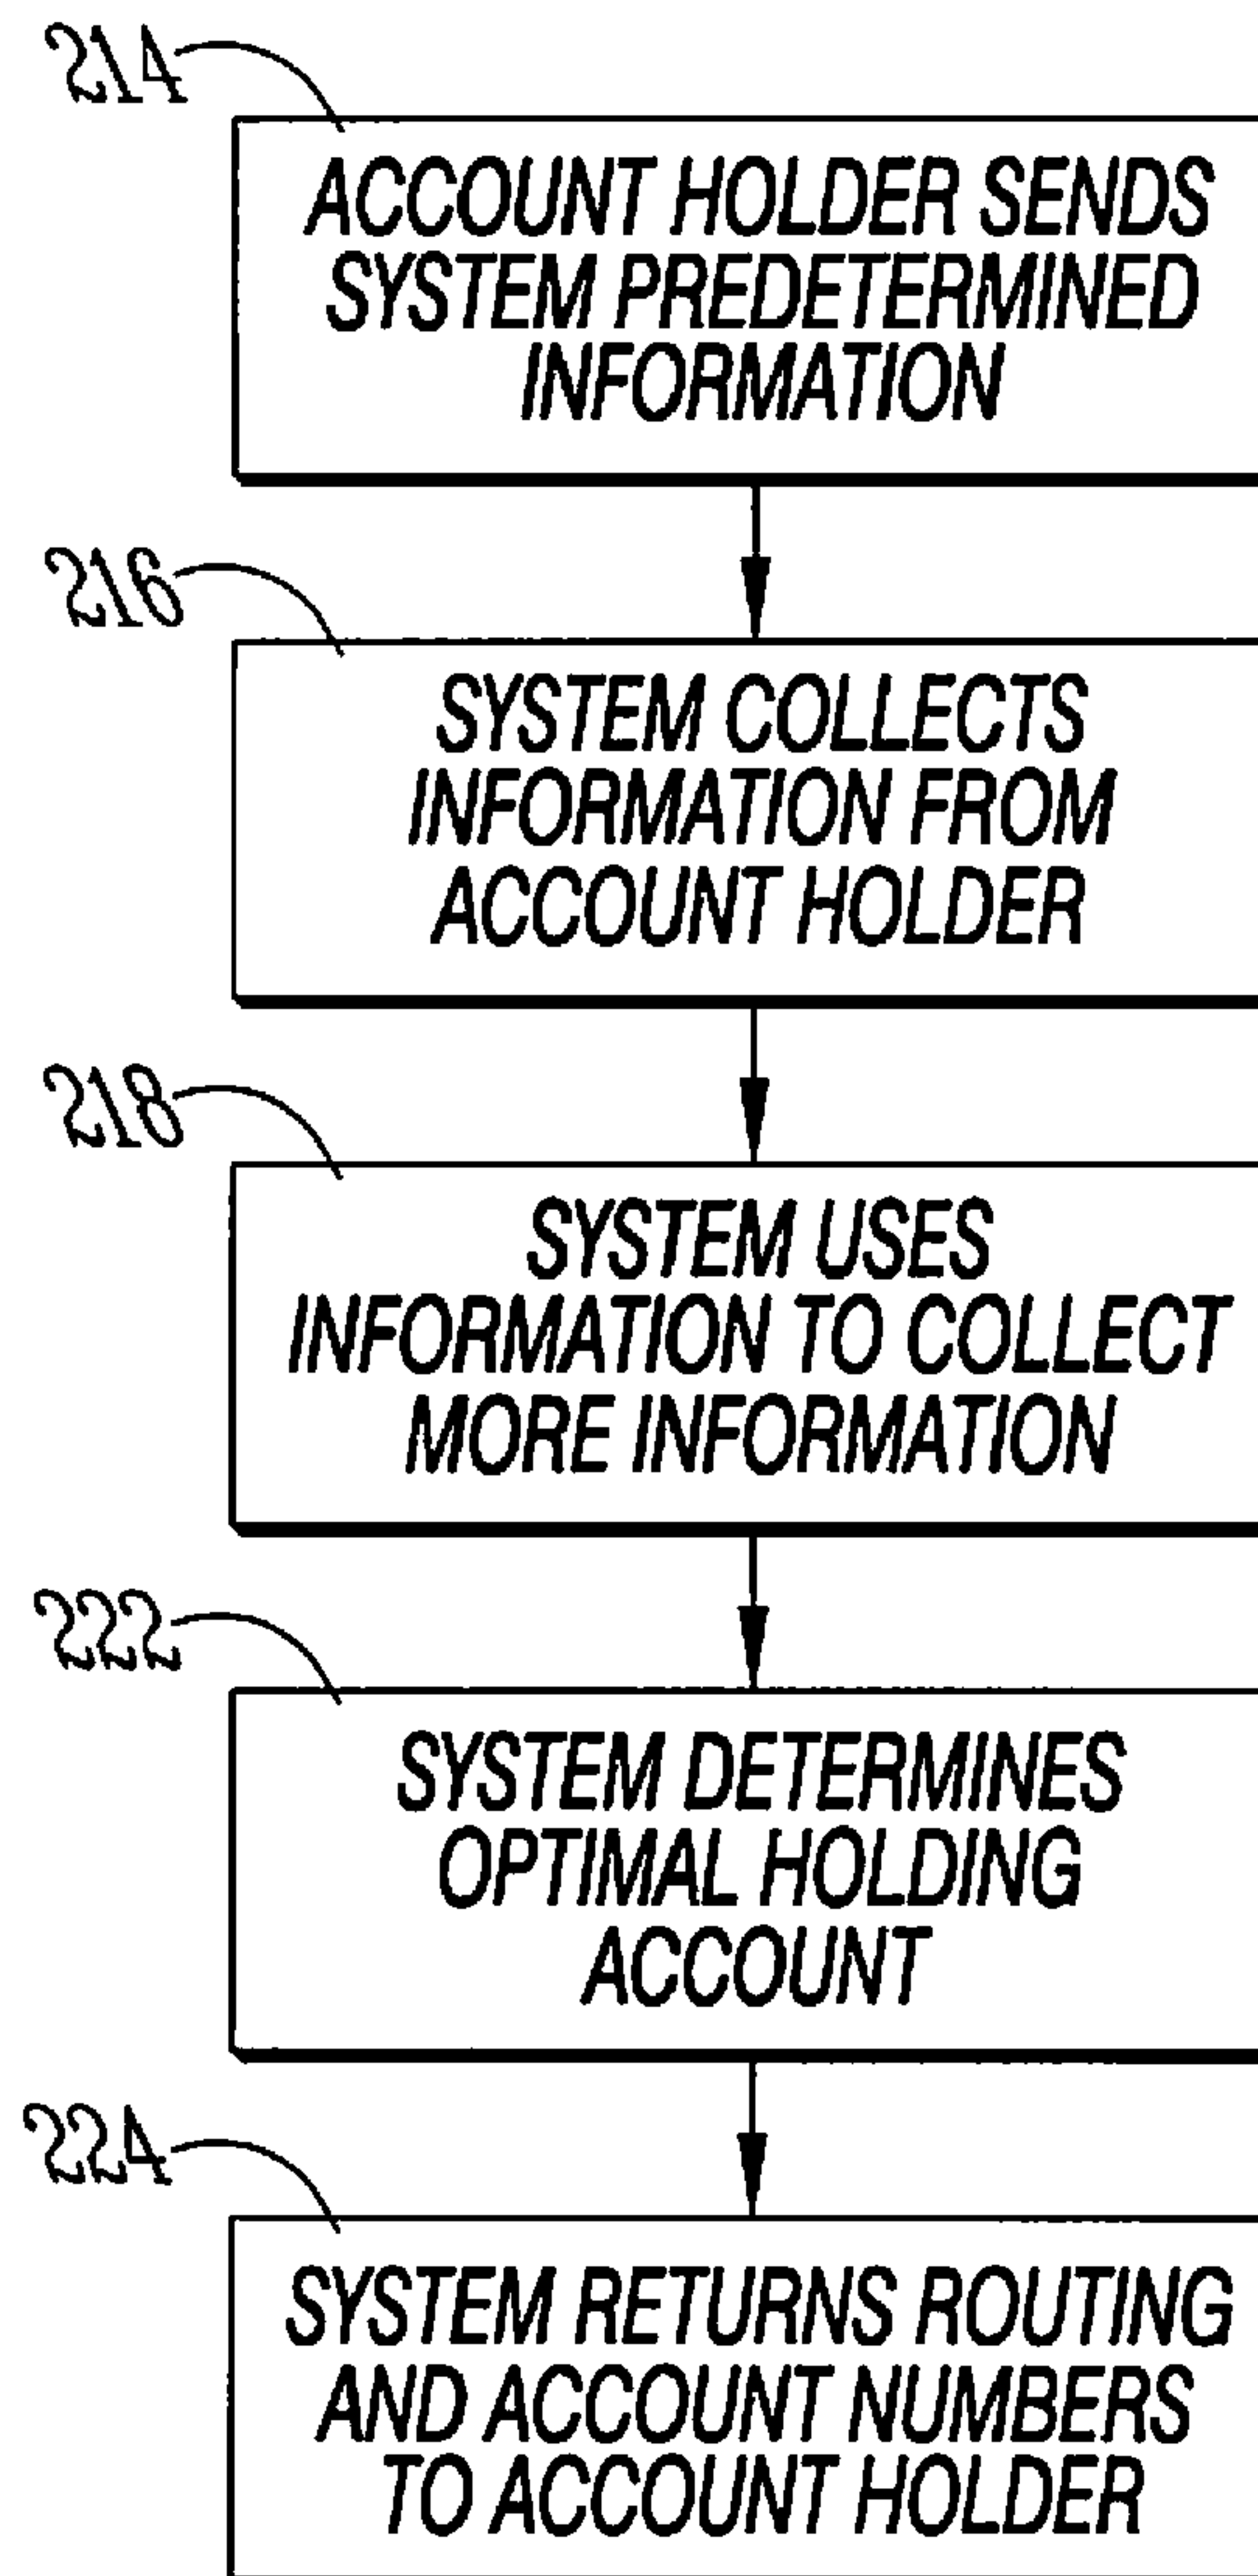 214
ACCOUNT HOLDER SENDS
SYSTEM PREDETERMINED
INFORMATION
216
SYSTEM COLLECTS
INFORMATION FROM
ACCOUNT HOLDER
218
SYSTEM USES
INFORMATION TO COLLECT
MORE INFORMATION
222
SYSTEM DETERMINES
OPTIMAL HOLDING
ACCOUNT
224
SYSTEM RETURNS ROUTING
AND ACCOUNT NUMBERS
TO ACCOUNT HOLDER